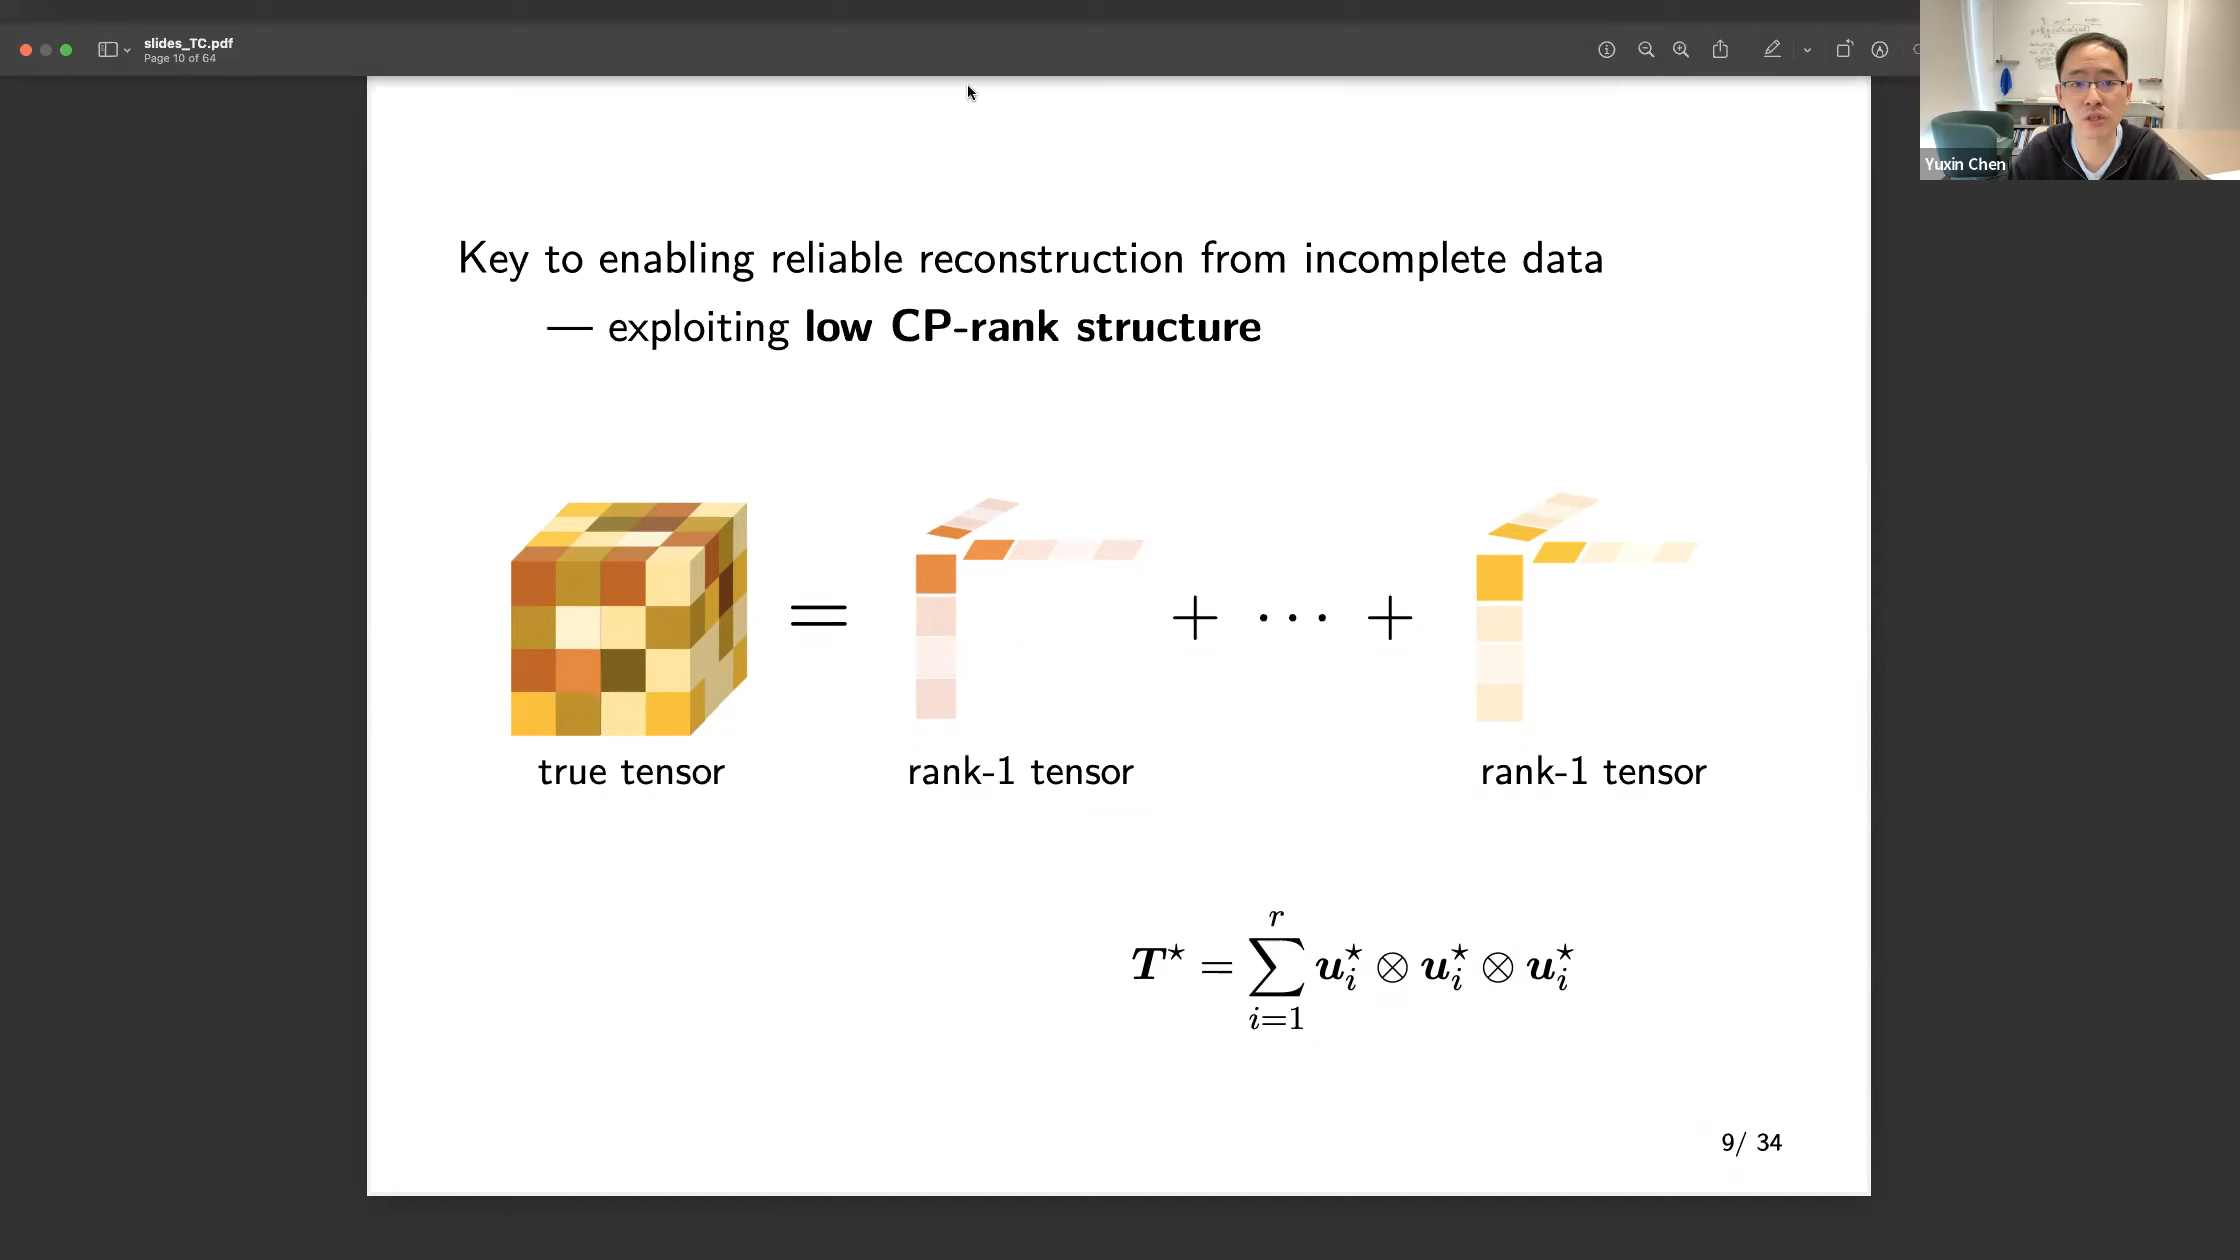 slides_TC.pdf
Page 10 of 64
Yuxin Chen
Key to enabling reliable reconstruction from incomplete data
— exploiting low CP-rank structure
= + ··· +
true tensor rank-1 tensor rank-1 tensor
T⋆ = ∑_{i=1}^{r} u_i⋆ ⊗ u_i⋆ ⊗ u_i⋆
9/ 34